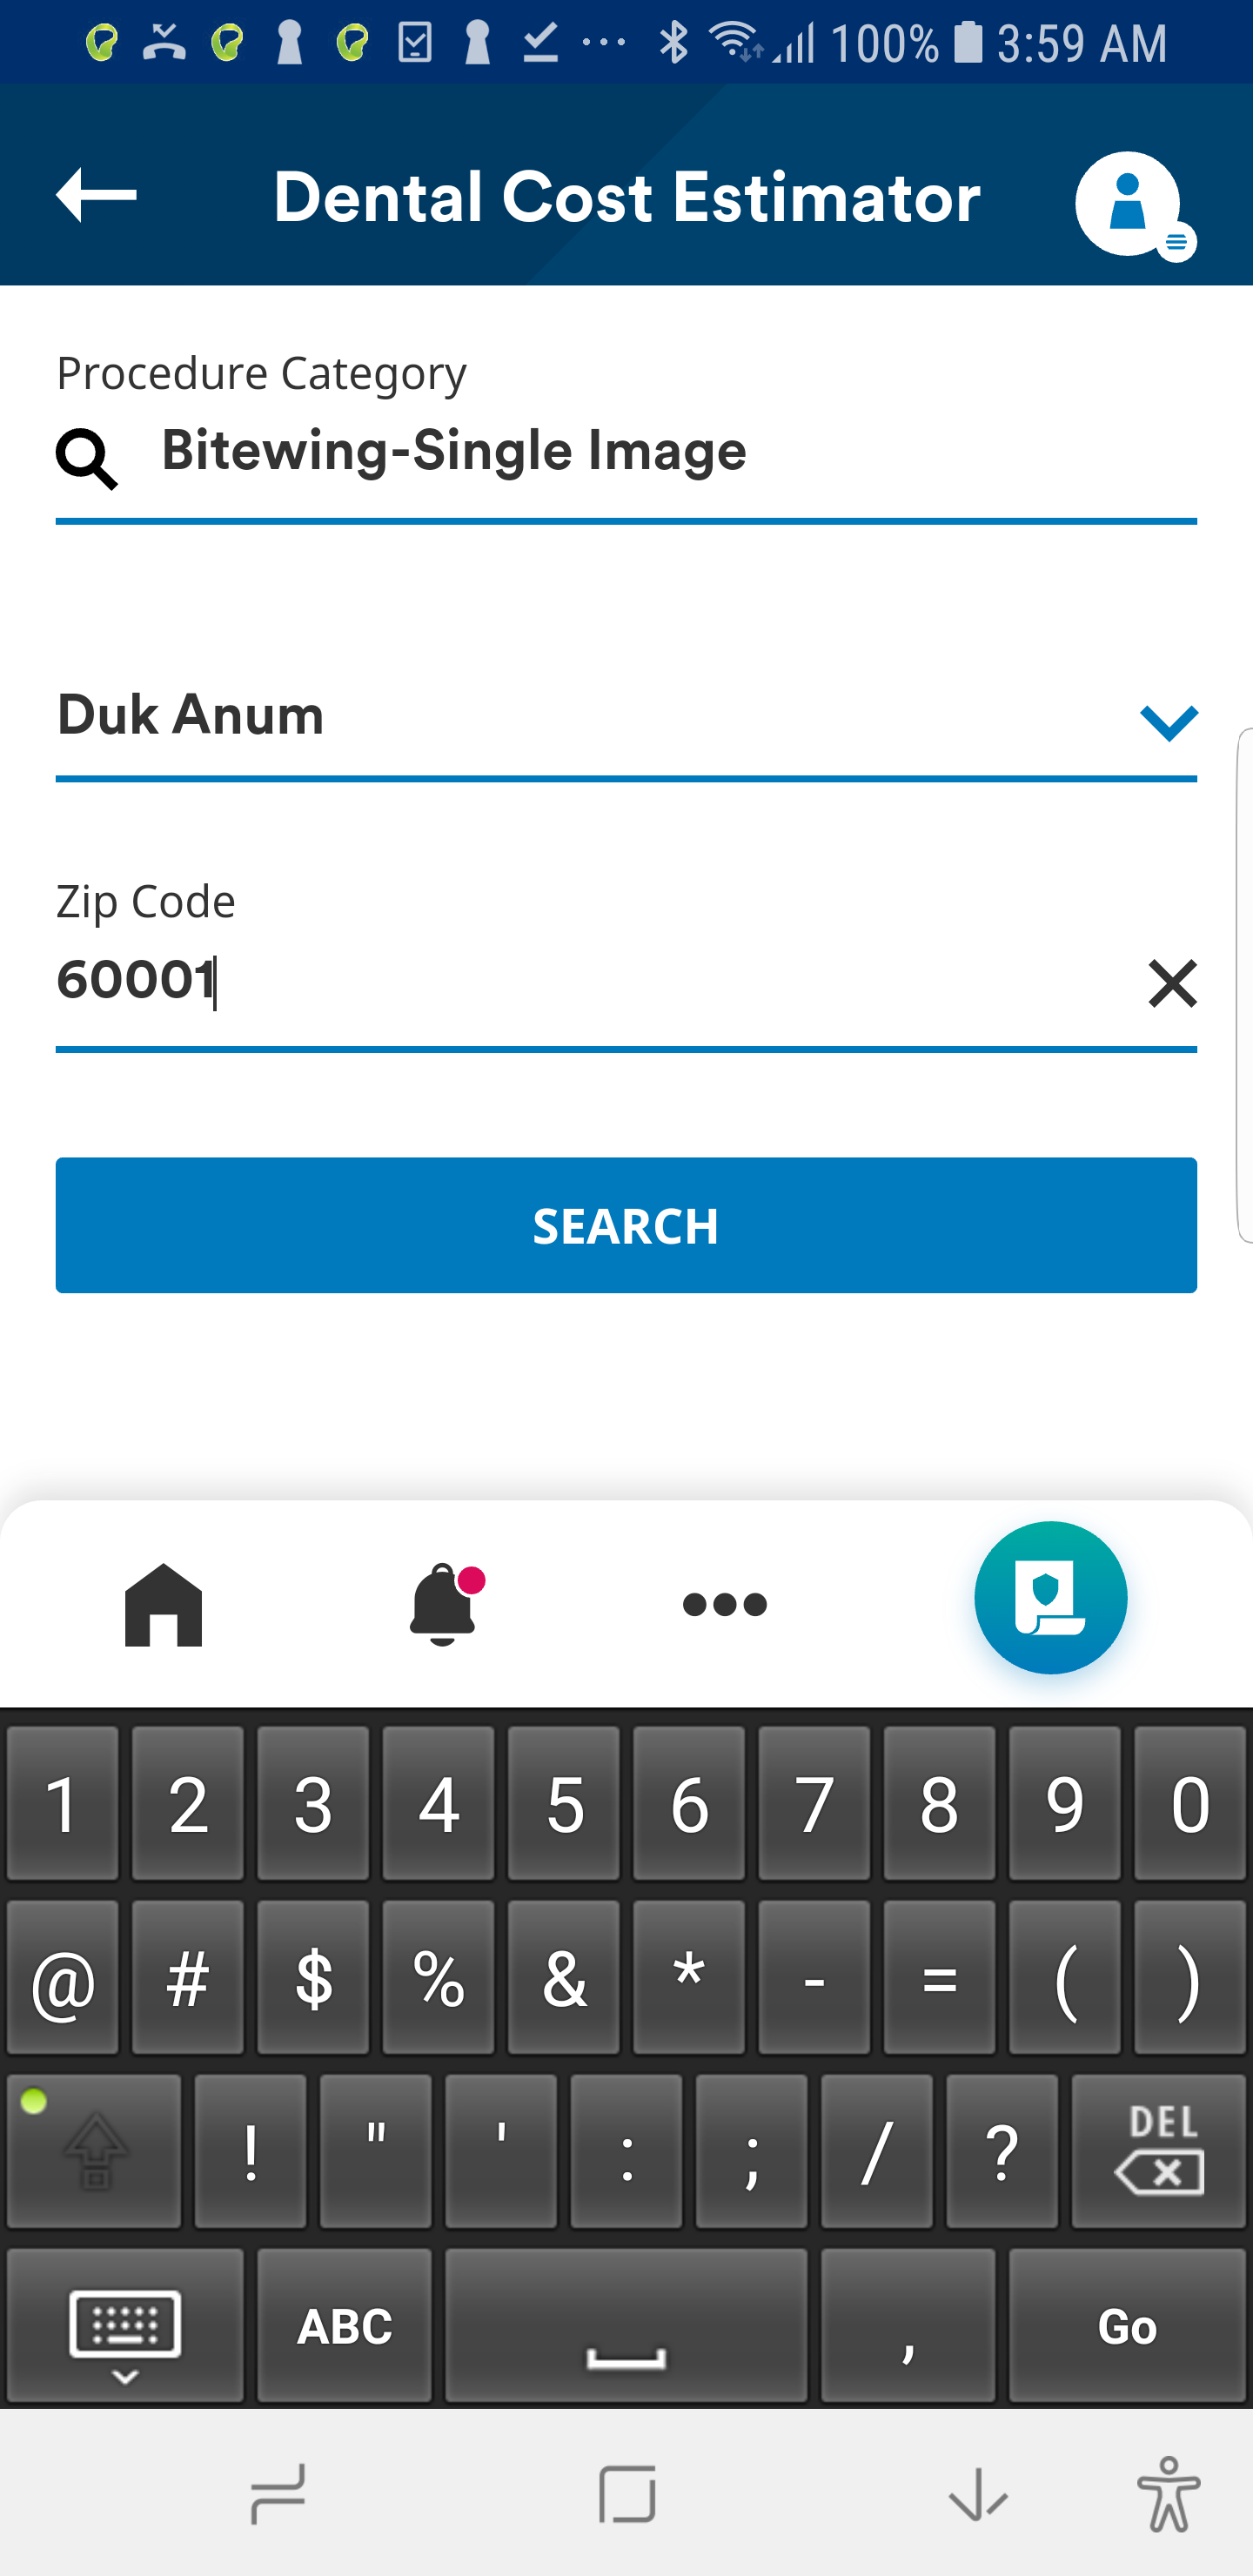 100% 3:59 AM
Dental Cost Estimator
Procedure Category
Bitewing-Single Image
Duk Anum
Zip Code
60001
SEARCH
1 2 3 4 5 6 7 8 9 0
@ # $ % & * - = ( )
! " ' : ; / ? DEL
ABC , Go